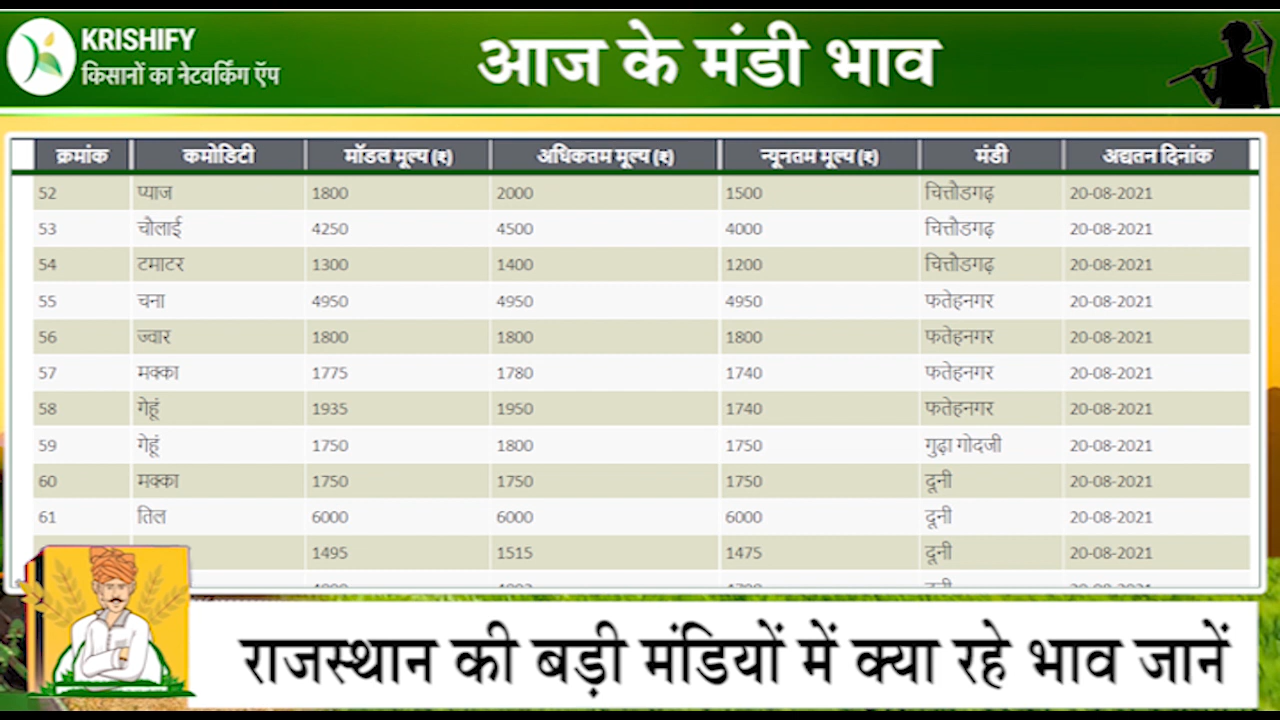 KRISHIFY
किसानों का नेटवर्किंग ऍप
आज के मंडी भाव
क्रमांक कमोडिटी मॉडल मूल्य (₹) अधिकतम मूल्य (₹) न्यूनतम मूल्य (₹) मंडी अद्यतन दिनांक
52 प्याज 1800 2000 1500 चित्तौडगढ़ 20-08-2021
53 चौलाई 4250 4500 4000 चित्तौडगढ़ 20-08-2021
54 टमाटर 1300 1400 1200 चित्तौडगढ़ 20-08-2021
55 चना 4950 4950 4950 फतेहनगर 20-08-2021
56 ज्वार 1800 1800 1800 फतेहनगर 20-08-2021
57 मक्का 1775 1780 1740 फतेहनगर 20-08-2021
58 गेहूं 1935 1950 1740 फतेहनगर 20-08-2021
59 गेहूं 1750 1800 1750 गुढ़ा गोदजी 20-08-2021
60 मक्का 1750 1750 1750 दूनी 20-08-2021
61 तिल 6000 6000 6000 दूनी 20-08-2021
1495 1515 1475 दूनी 20-08-2021
राजस्थान की बड़ी मंडियों में क्या रहे भाव जानें